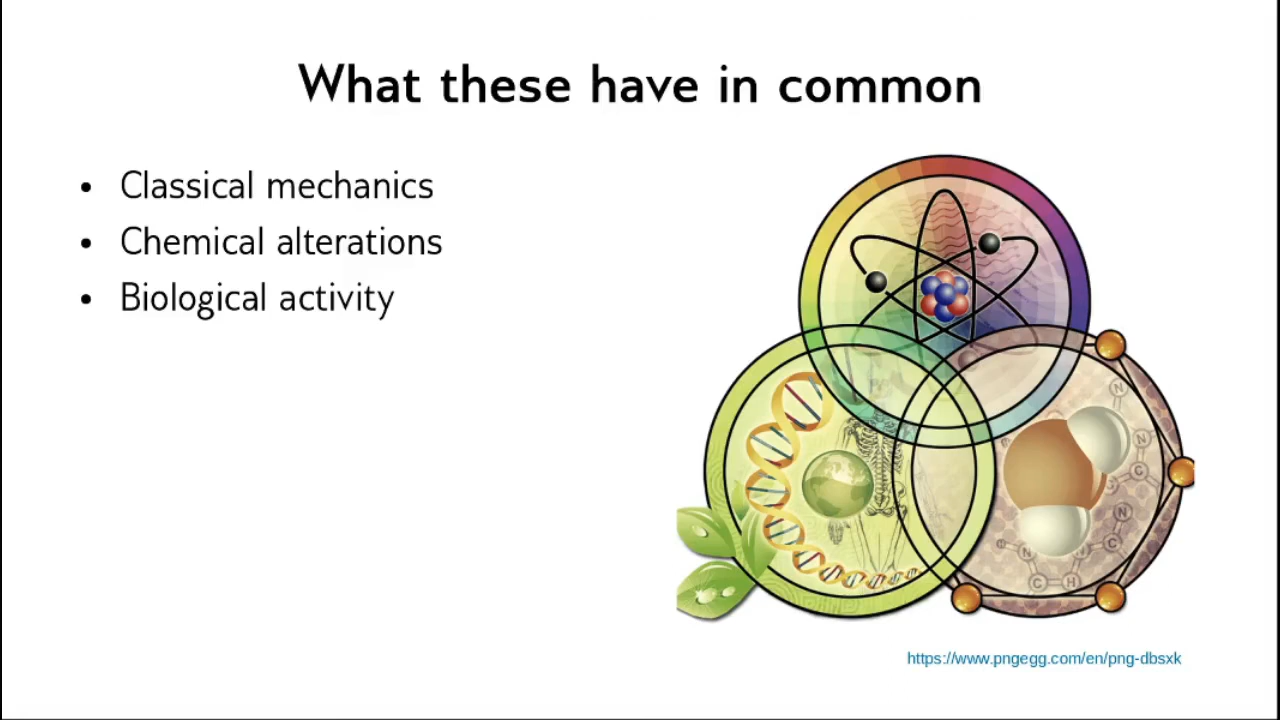 What these have in common
• Classical mechanics
• Chemical alterations
• Biological activity
N
N
C
C
N
H
N
N
C
C
H
https://www.pngegg.com/en/png-dbsxk